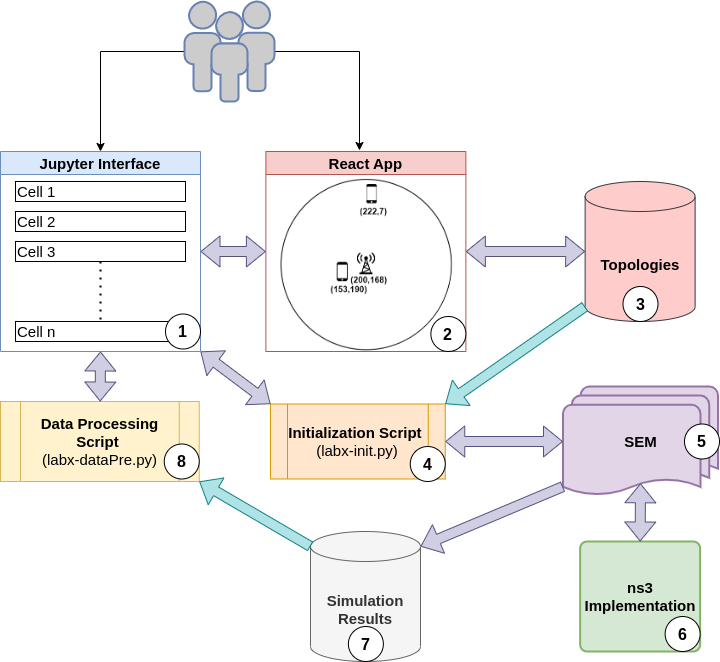 Jupyter Interface
Cell 1
Cell 2
Cell 3
Cell n
1
React App
(222,7)
(200,168)
(153,190)
2
Topologies
3
Data Processing
Script
(labx-dataPre.py)
8
Initialization Script
(labx-init.py)
4
SEM
5
Simulation
Results
7
ns3
Implementation
6